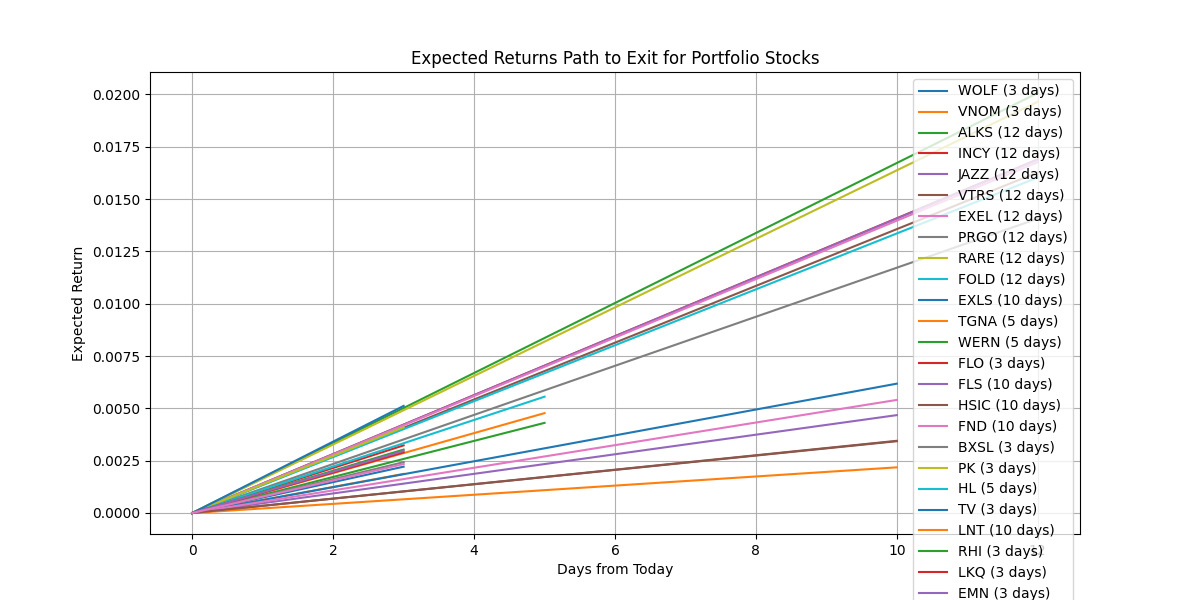 Expected Returns Path to Exit for Portfolio Stocks
Expected Return
0.0200
0.0175
0.0150
0.0125
0.0100
0.0075
0.0050
0.0025
0.0000
0
2
4
6
8
10
12
Days from Today
WOLF (3 days)
VNOM (3 days)
ALKS (12 days)
INCY (12 days)
JAZZ (12 days)
VTRS (12 days)
EXEL (12 days)
PRGO (12 days)
RARE (12 days)
FOLD (12 days)
EXLS (10 days)
TGNA (5 days)
WERN (5 days)
FLO (3 days)
FLS (10 days)
HSIC (10 days)
FND (10 days)
BXSL (3 days)
PK (3 days)
HL (5 days)
TV (3 days)
LNT (10 days)
RHI (3 days)
LKQ (3 days)
EMN (3 days)